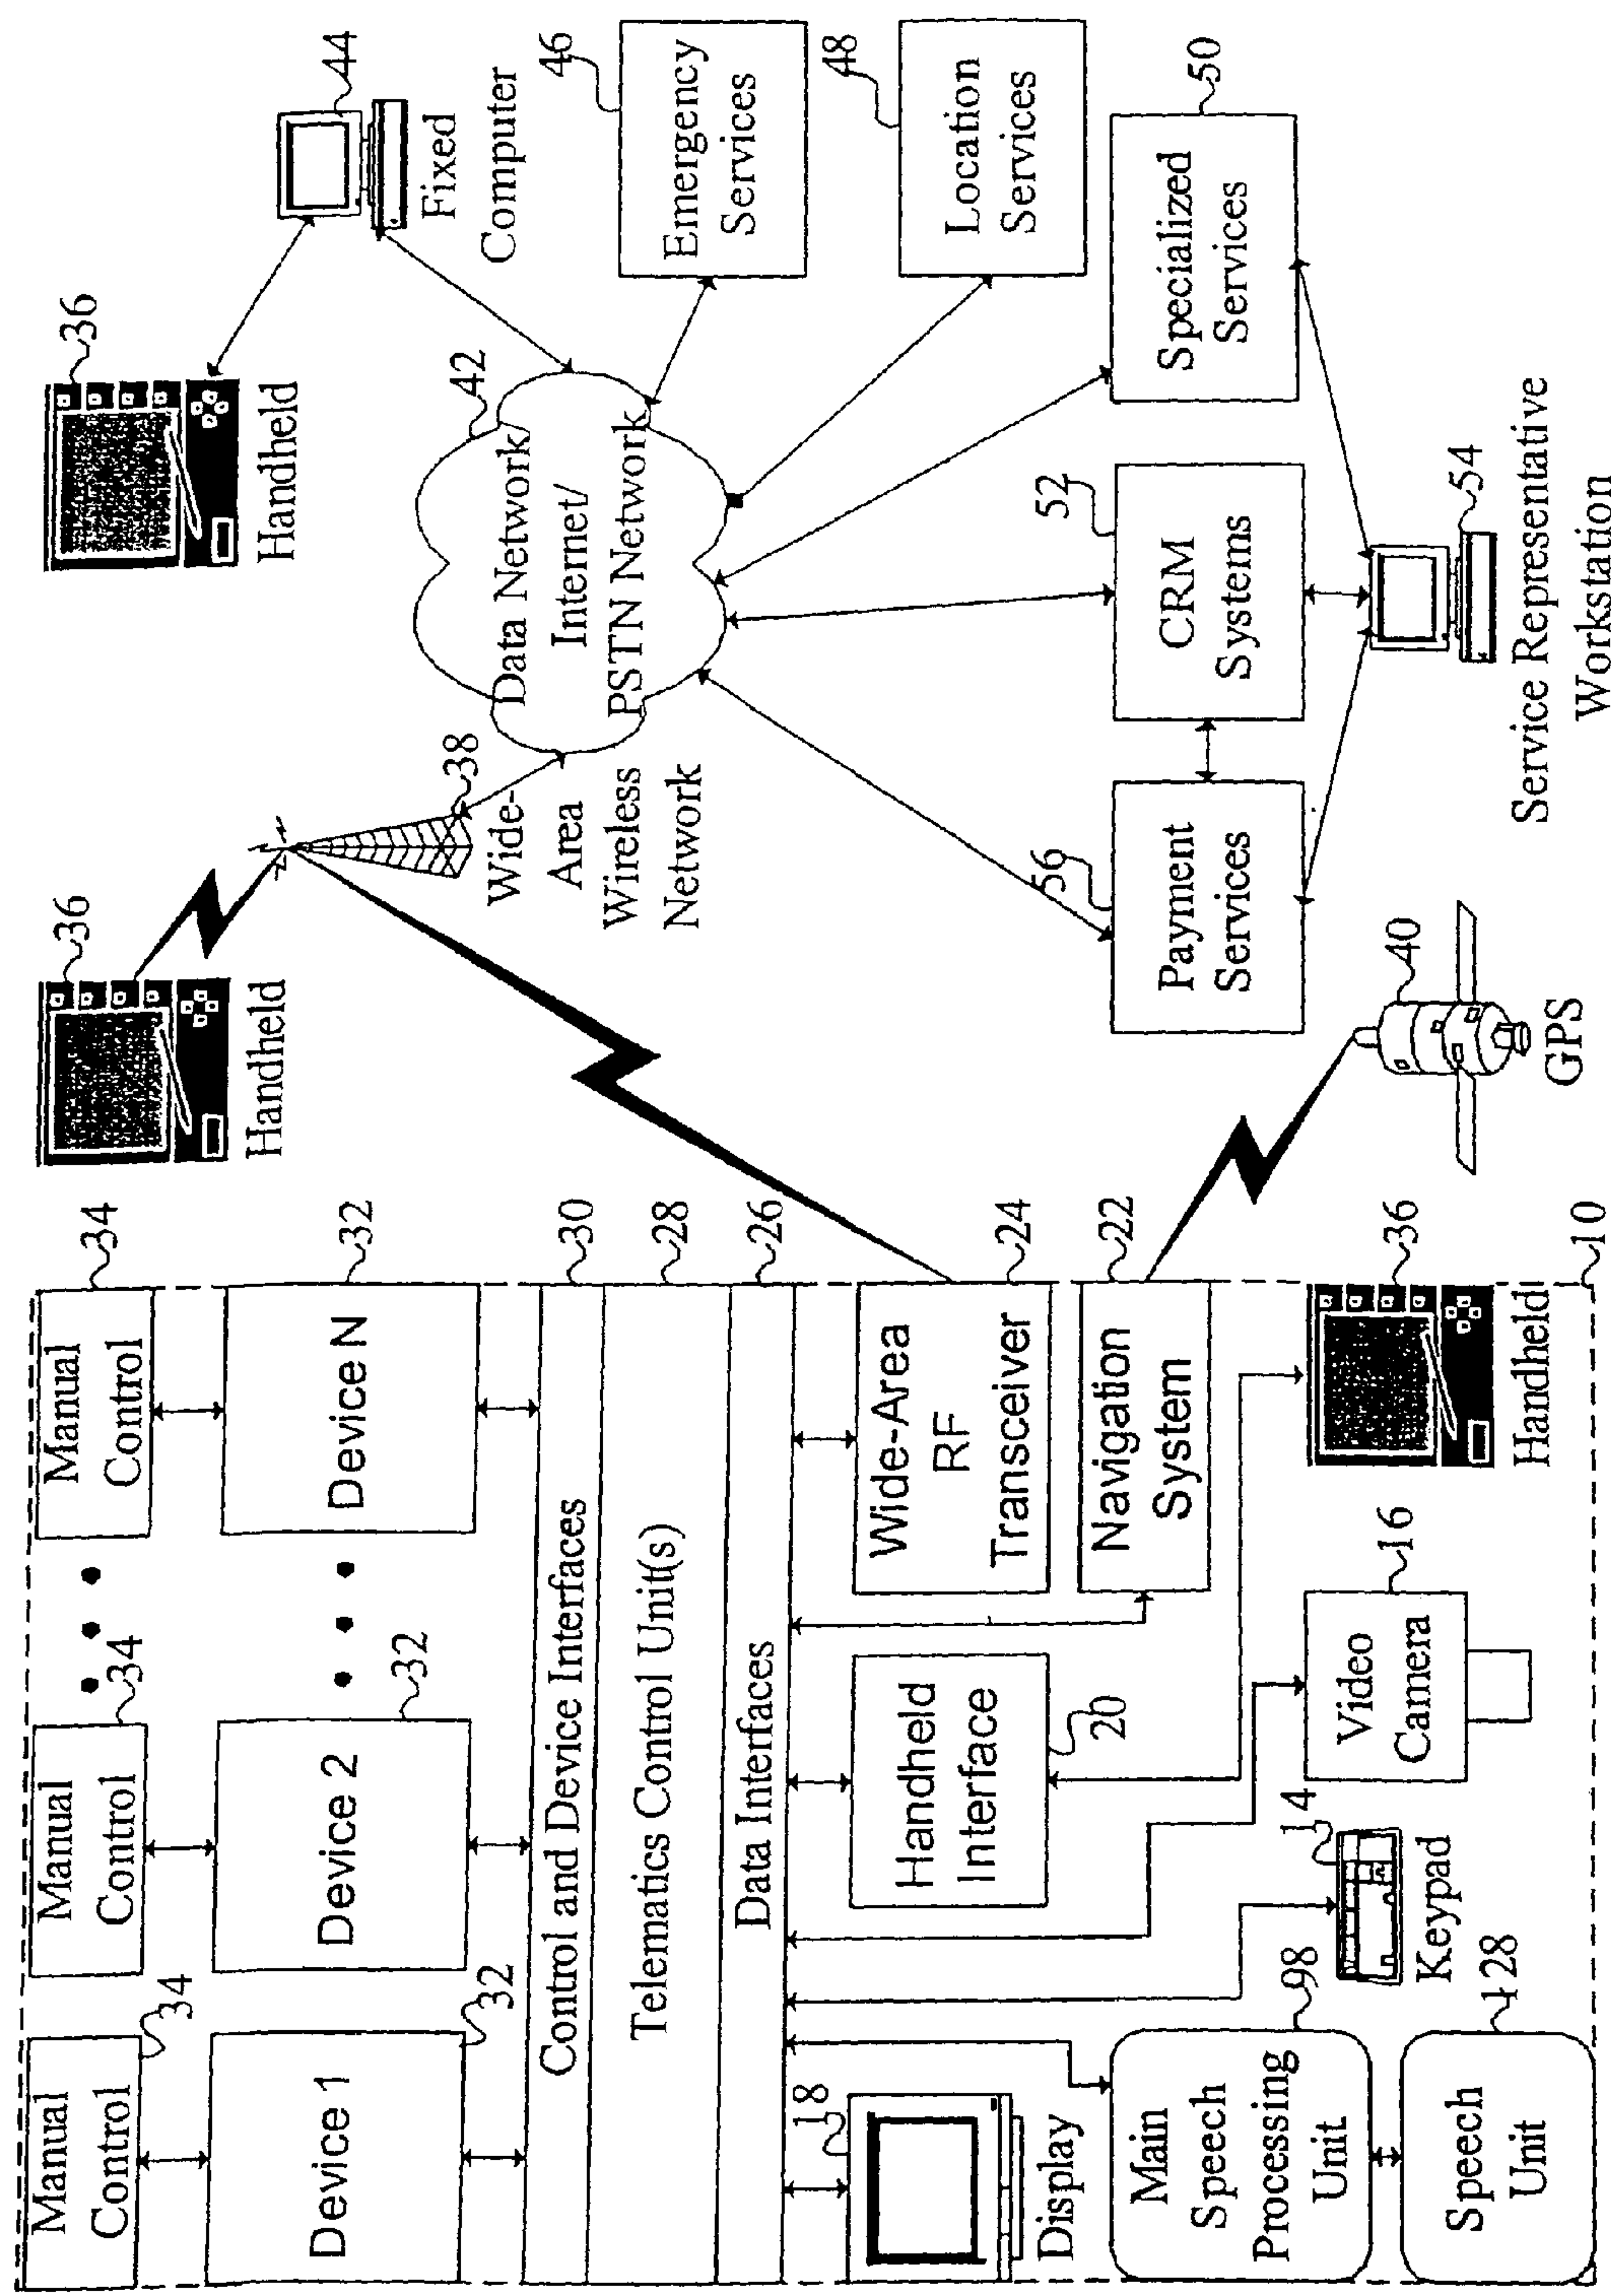 Manual
Control
34
Manual
Control
34
Manual
Control
34
Device 1
32
Device 2
32
Device N
32
Control and Device Interfaces
30
Telematics Control Unit(s)
28
Data Interfaces
26
18
Display
Handheld
Interface
20
Wide-Area
RF
Transceiver
24
Navigation
System
22
Main
Speech
Processing
Unit
98
Speech
Unit
128
14
Keypad
Video
Camera
16
36
Handheld
10
36
Handheld
36
Handheld
44
Fixed
Computer
38
Wide-
Area
Wireless
Network
42
Data Network/
Internet/
PSTN Network
46
Emergency
Services
48
Location
Services
56
Payment
Services
52
CRM
Systems
50
Specialized
Services
40
GPS
54
Service Representative
Workstation